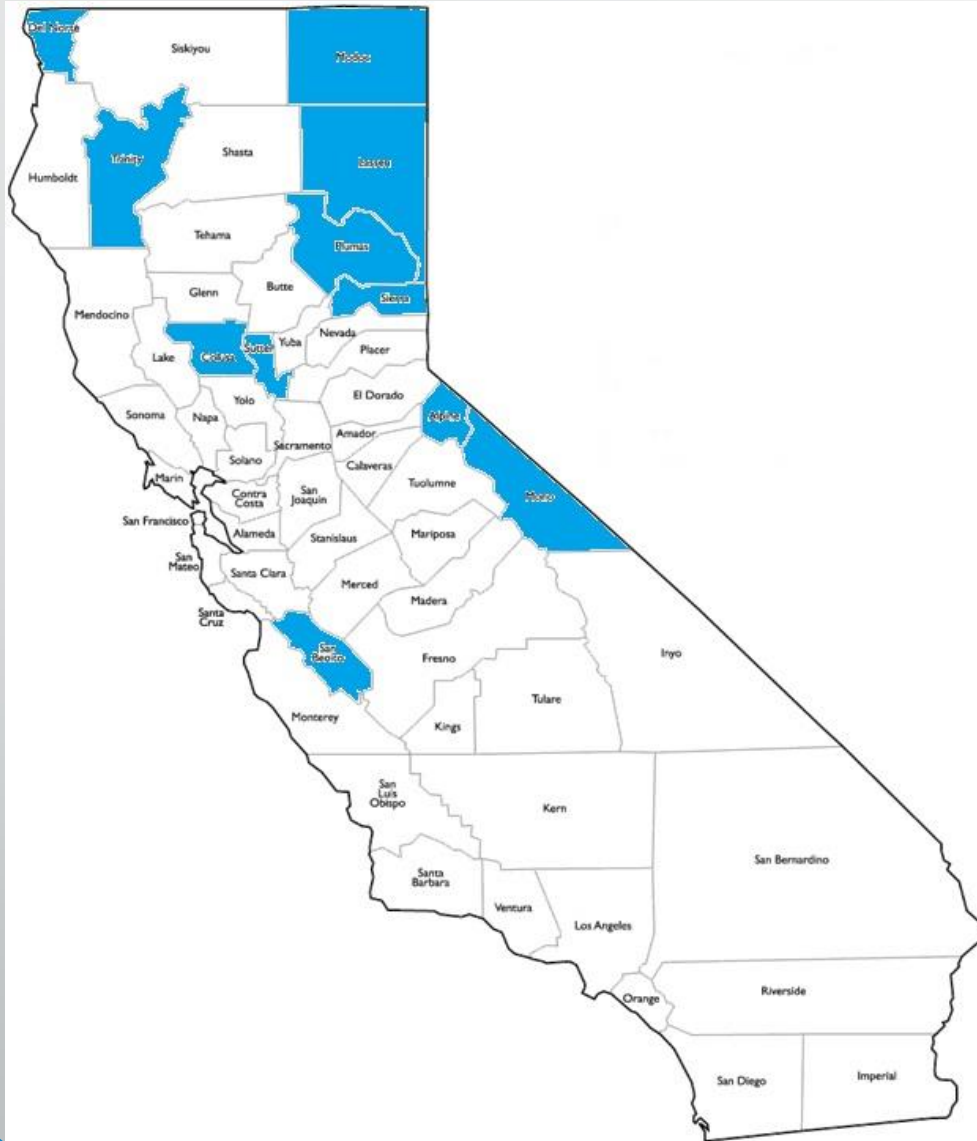 Del Norte
Siskiyou
Modoc
Trinity
Shasta
Lassen
Humboldt
Tehama
Plumas
Glenn
Butte
Sierra
Mendocino
Lake
Colusa
Sutter
Yuba
Nevada
Placer
Sonoma
Napa
Yolo
El Dorado
Alpine
Sacramento
Amador
Solano
Calaveras
Marin
Contra
Costa
San
Joaquin
Tuolumne
Mono
San Francisco
Alameda
Stanislaus
Mariposa
San
Mateo
Santa Clara
Merced
Madera
Santa
Cruz
San
Benito
Fresno
Inyo
Monterey
Kings
Tulare
San
Luis
Obispo
Kern
San Bernardino
Santa
Barbara
Ventura
Los Angeles
Orange
Riverside
San Diego
Imperial